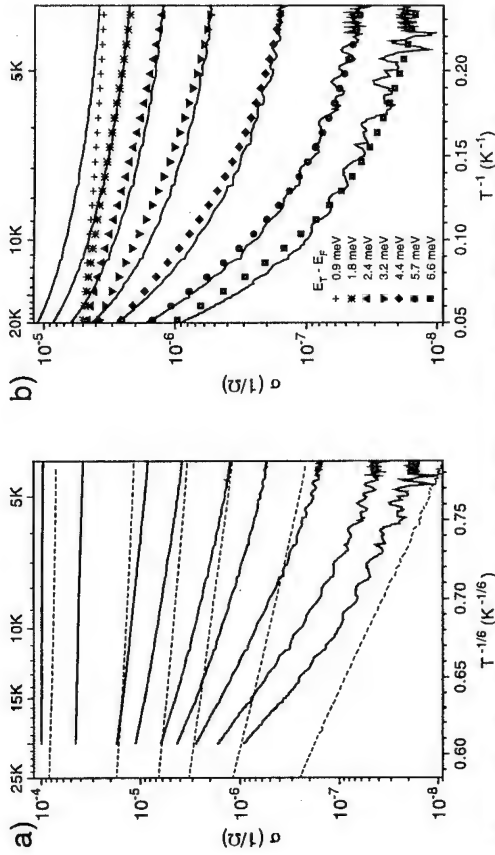 a)
25K 15K 10K 5K
10⁻⁴
10⁻⁵
10⁻⁶
10⁻⁷
10⁻⁸
σ (1/Ω)
0.60 0.65 0.70 0.75
T⁻¹/⁶ (K⁻¹/⁶)
b)
20K 10K 5K
10⁻⁵
10⁻⁶
10⁻⁷
10⁻⁸
σ (1/Ω)
E_T - E_F
+ 0.9 meV
✳ 1.8 meV
▲ 2.4 meV
▼ 3.2 meV
◆ 4.4 meV
● 5.7 meV
■ 6.6 meV
0.05 0.10 0.15 0.20
T⁻¹ (K⁻¹)